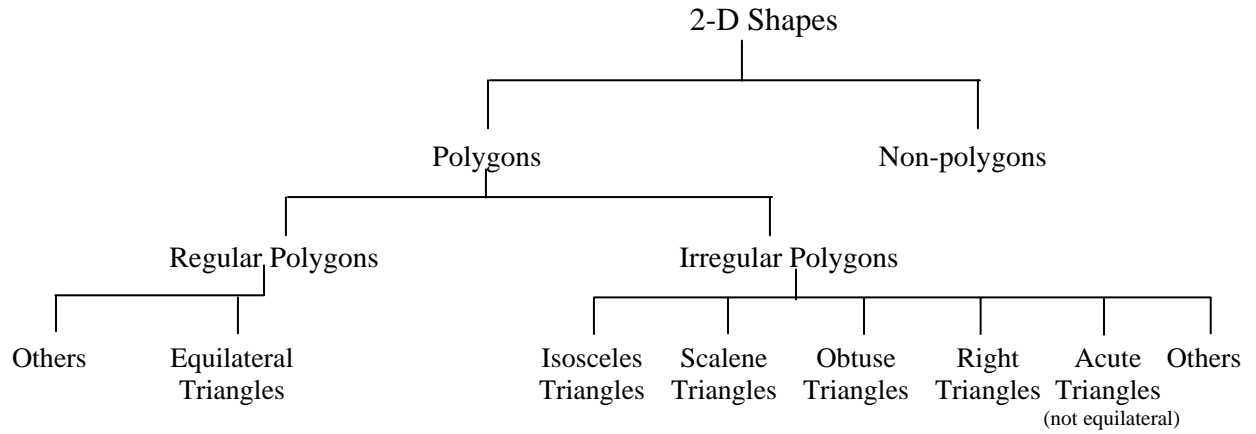 2-D Shapes
Polygons
Non-polygons
Regular Polygons
Irregular Polygons
Others
Equilateral
Triangles
Isosceles
Triangles
Scalene
Triangles
Obtuse
Triangles
Right
Triangles
Acute
Triangles
(not equilateral)
Others